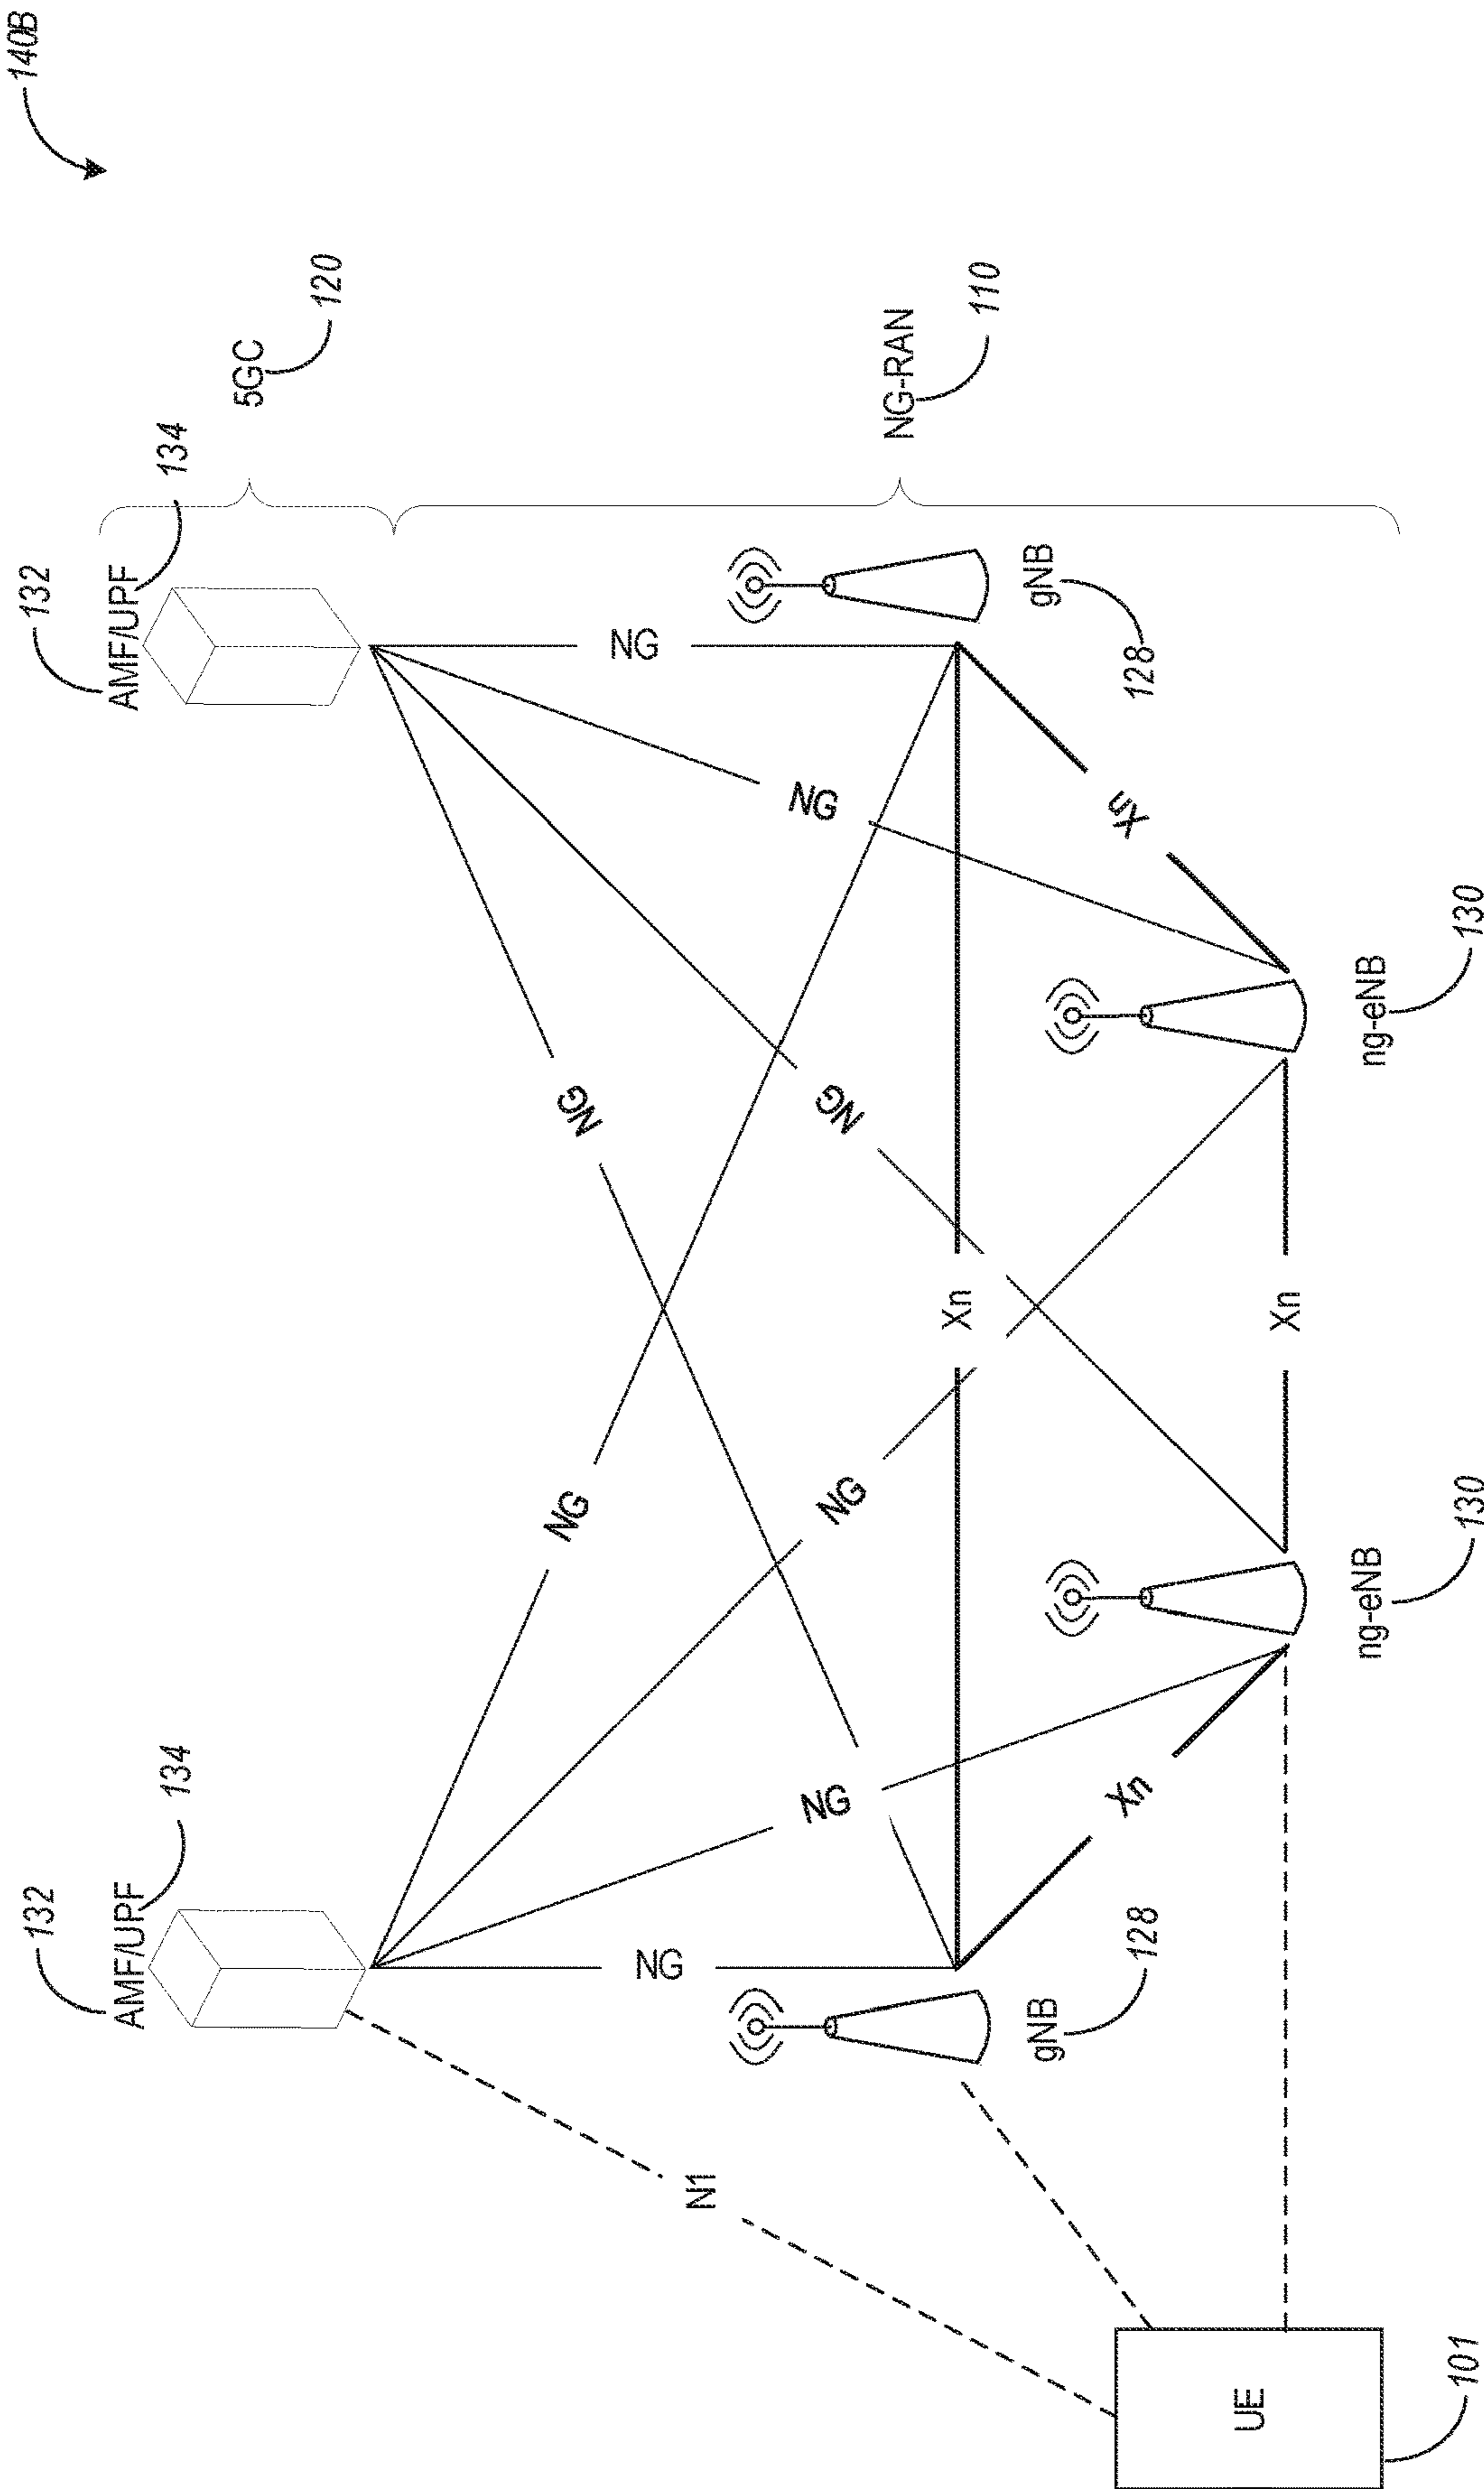 140B
132
132
AMF/UPF
AMF/UPF
134
134
5GC
120
NG
NG
NG
NG
N1
NG
NG
NG
NG
NG-RAN
110
Xn
gNB
gNB
128
128
Xn
Xn
UE
Xn
ng-eNB
ng-eNB
101
130
130